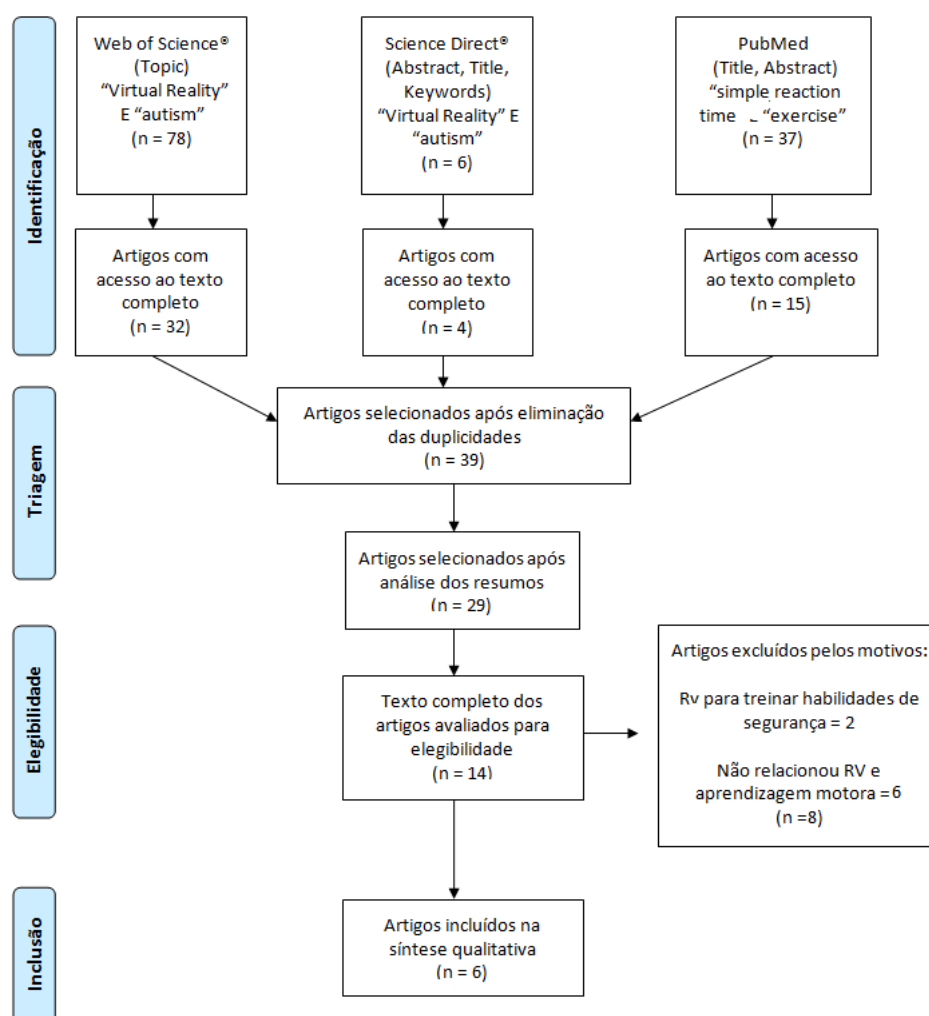 Identificação
Web of Science®
(Topic)
“Virtual Reality”
E “autism”
(n = 78)
Science Direct®
(Abstract, Title,
Keywords)
“Virtual Reality” E
“autism”
(n = 6)
PubMed
(Title, Abstract)
“simple reaction
time “exercise”
(n = 37)
Artigos com
acesso ao texto
completo
(n = 32)
Artigos com
acesso ao texto
completo
(n = 4)
Artigos com acesso
ao texto completo
(n = 15)
Triagem
Artigos selecionados após eliminação
das duplicidades
(n = 39)
Artigos selecionados após
análise dos resumos
(n = 29)
Elegibilidade
Texto completo dos
artigos avaliados para
elegibilidade
(n = 14)
Artigos excluídos pelos motivos:
Rv para treinar habilidades de
segurança = 2
Não relacionou RV e
aprendizagem motora =6
(n =8)
Inclusão
Artigos incluídos na
síntese qualitativa
(n = 6)